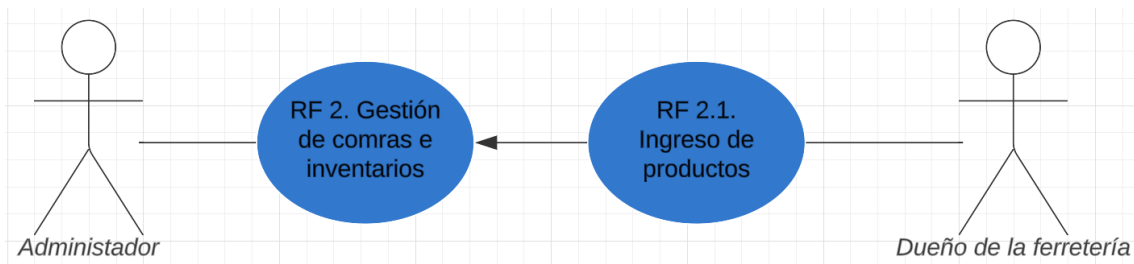 RF 2. Gestión
de comras e
inventarios
RF 2.1.
Ingreso de
productos
Administador
Dueño de la ferretería